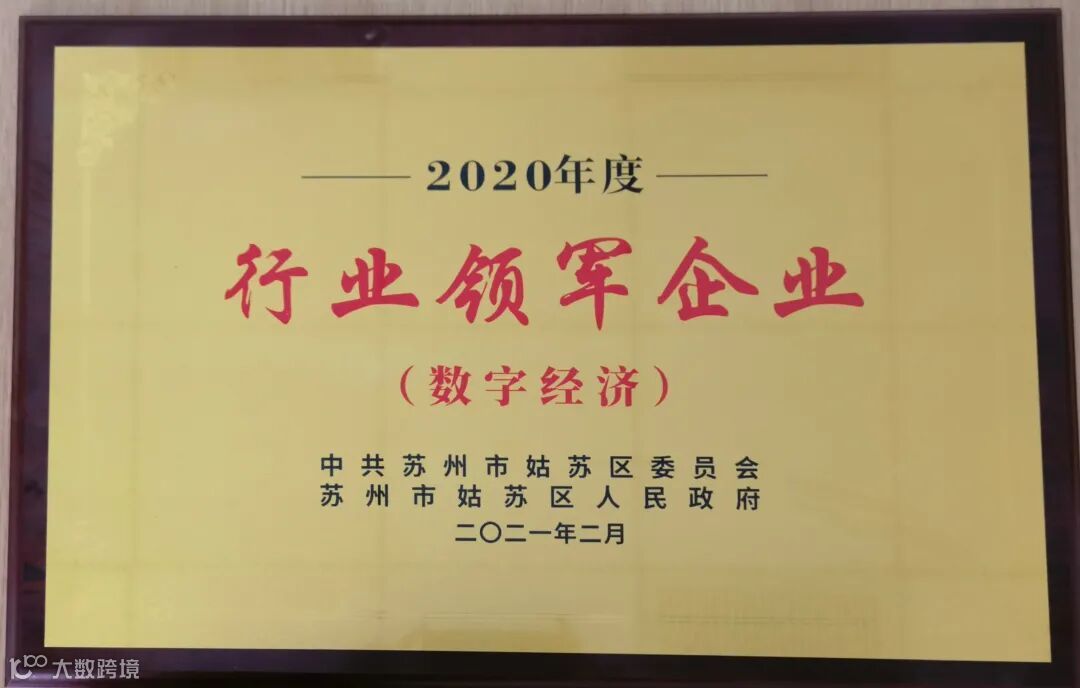 2020年度
行业领军企业
（数字经济）
中共苏州市姑苏区委员会
苏州市姑苏区人民政府
二〇二一年二月
大数跨境